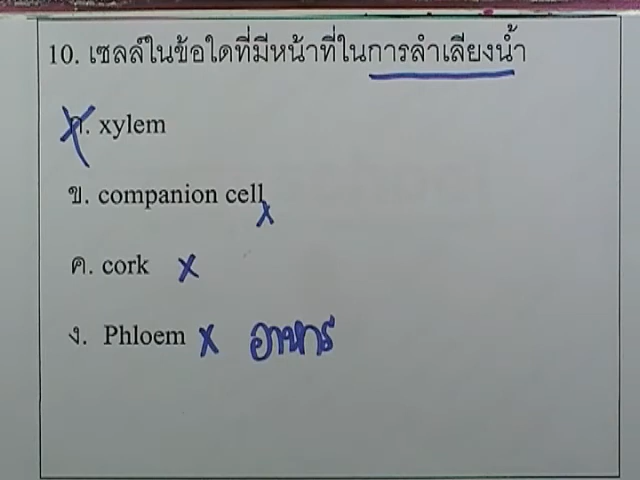 10. เซลล์ในข้อใดที่มีหน้าที่ในการลำเลียงน้ำ
ก. xylem
ข. companion cell x
ค. cork x
ง. Phloem x อาหาร